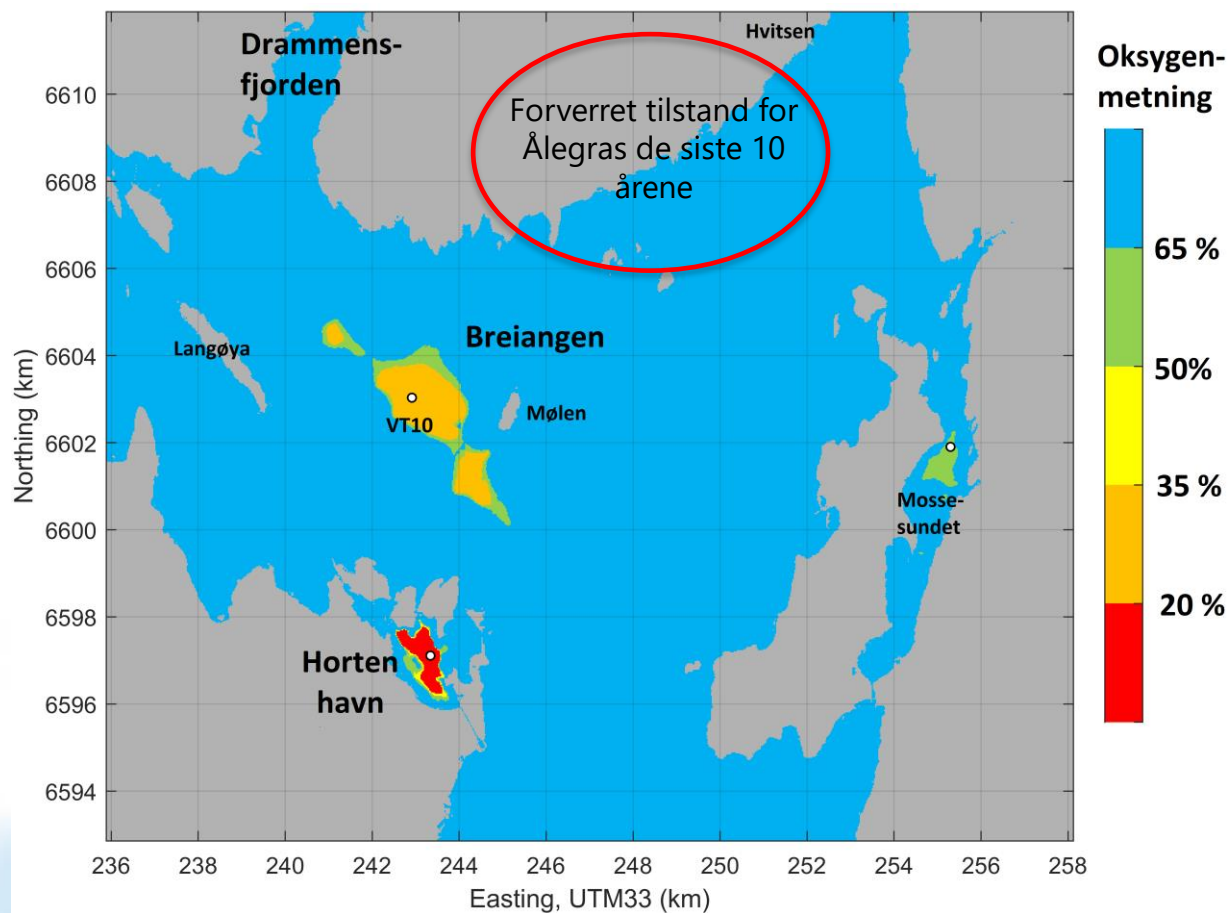 Drammens-
fjorden
Hvitsen
Forverret tilstand for
Ålegras de siste 10
årene
Oksygen-
metning
65 %
50%
35 %
20 %
Langøya
Breiangen
VT10
Mølen
Mosse-
sundet
Horten
havn
Northing (km)
6610
6608
6606
6604
6602
6600
6598
6596
6594
236
238
240
242
244
246
248
250
252
254
256
258
Easting, UTM33 (km)